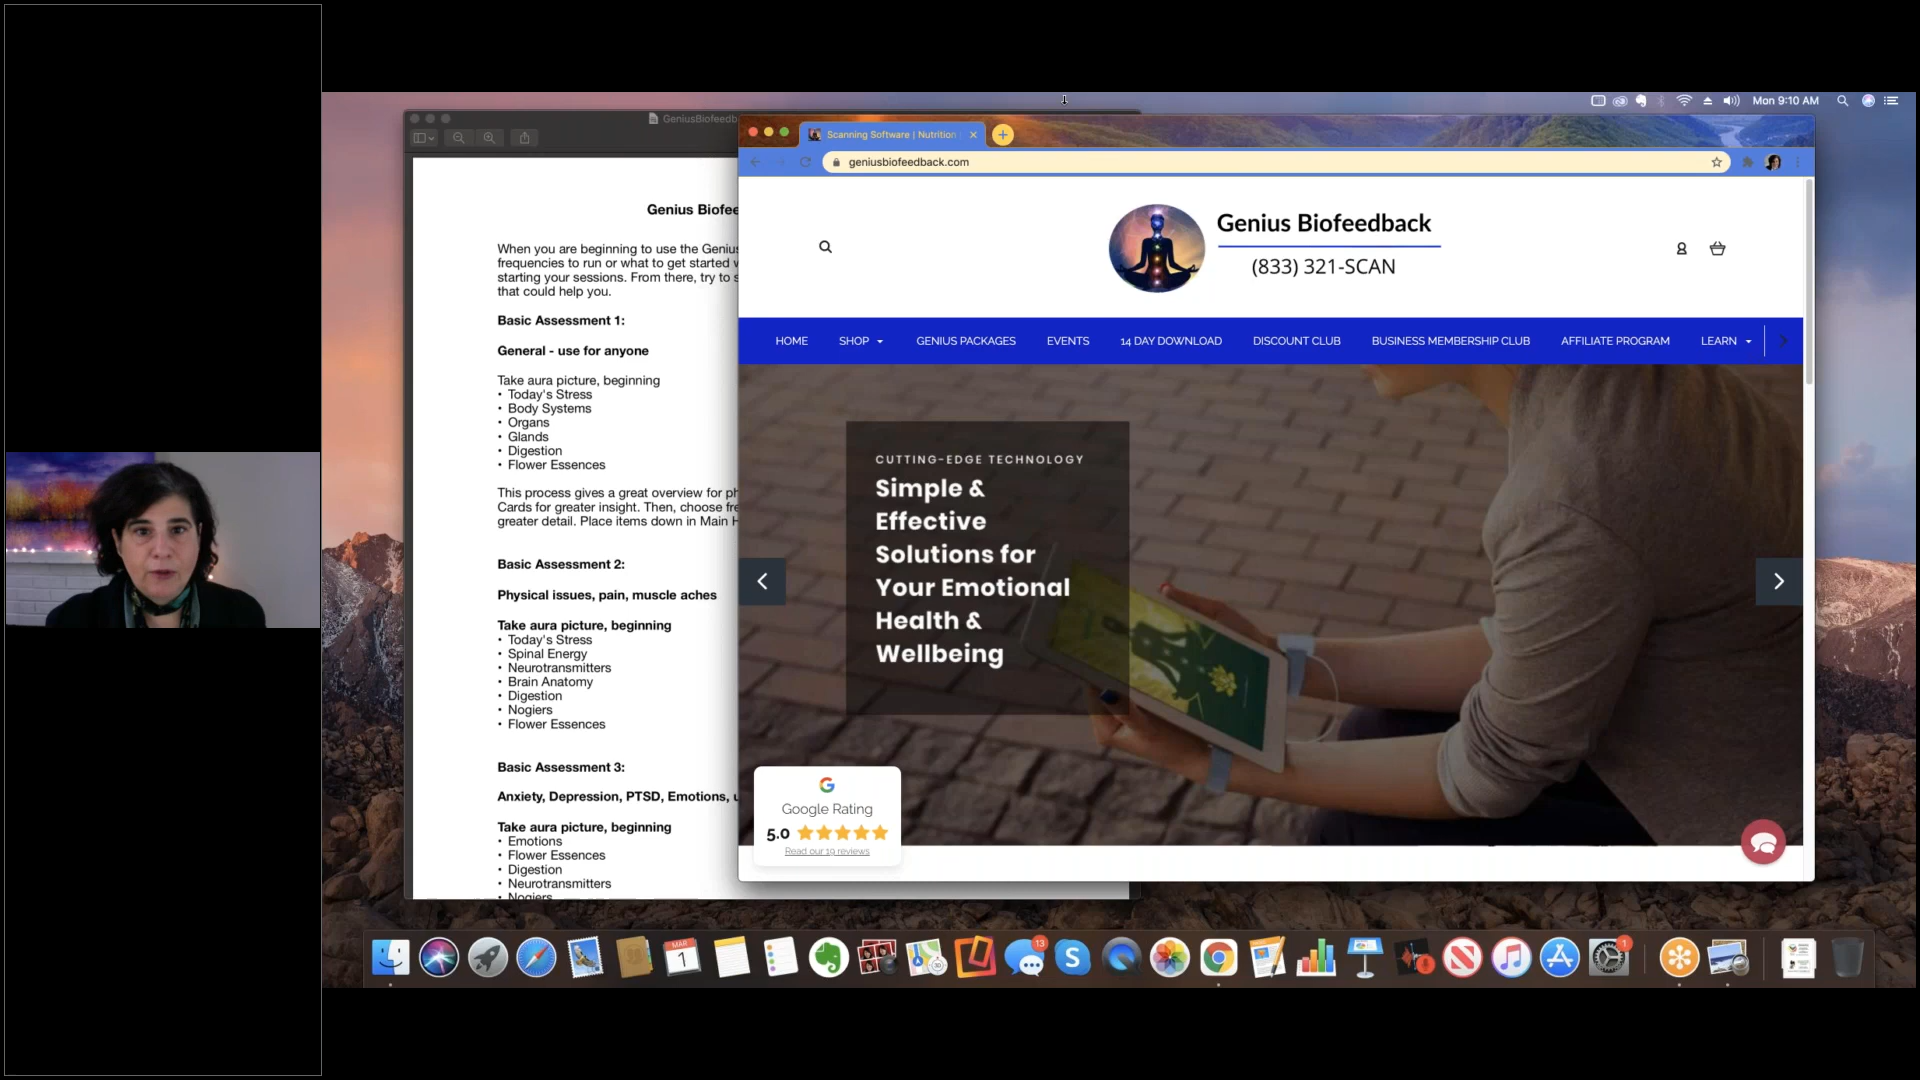 Mon 9:10 AM
GeniusBiofeedb
Genius Biofee
When you are beginning to use the Genius
frequencies to run or what to get started
starting your sessions. From there, try to
that could help you.
Basic Assessment 1:
General - use for anyone
Take aura picture, beginning
• Today's Stress
• Body Systems
• Organs
• Glands
• Digestion
• Flower Essences
This process gives a great overview for
Cards for greater insight. Then, choose
greater detail. Place items down in Main
Basic Assessment 2:
Physical issues, pain, muscle aches
Take aura picture, beginning
• Today's Stress
• Spinal Energy
• Neurotransmitters
• Brain Anatomy
• Digestion
• Nogiers
• Flower Essences
Basic Assessment 3:
Anxiety, Depression, PTSD, Emotions,
Take aura picture, beginning
• Emotions
• Flower Essences
• Digestion
• Neurotransmitters
• Nogiers
Scanning Software | Nutrition
geniusbiofeedback.com
Genius Biofeedback
(833) 321-SCAN
HOME SHOP GENIUS PACKAGES EVENTS 14 DAY DOWNLOAD DISCOUNT CLUB BUSINESS MEMBERSHIP CLUB AFFILIATE PROGRAM LEARN
CUTTING-EDGE TECHNOLOGY
Simple &
Effective
Solutions for
Your Emotional
Health &
Wellbeing
Google Rating
5.0
Read our 19 reviews
MAR
1
13
1